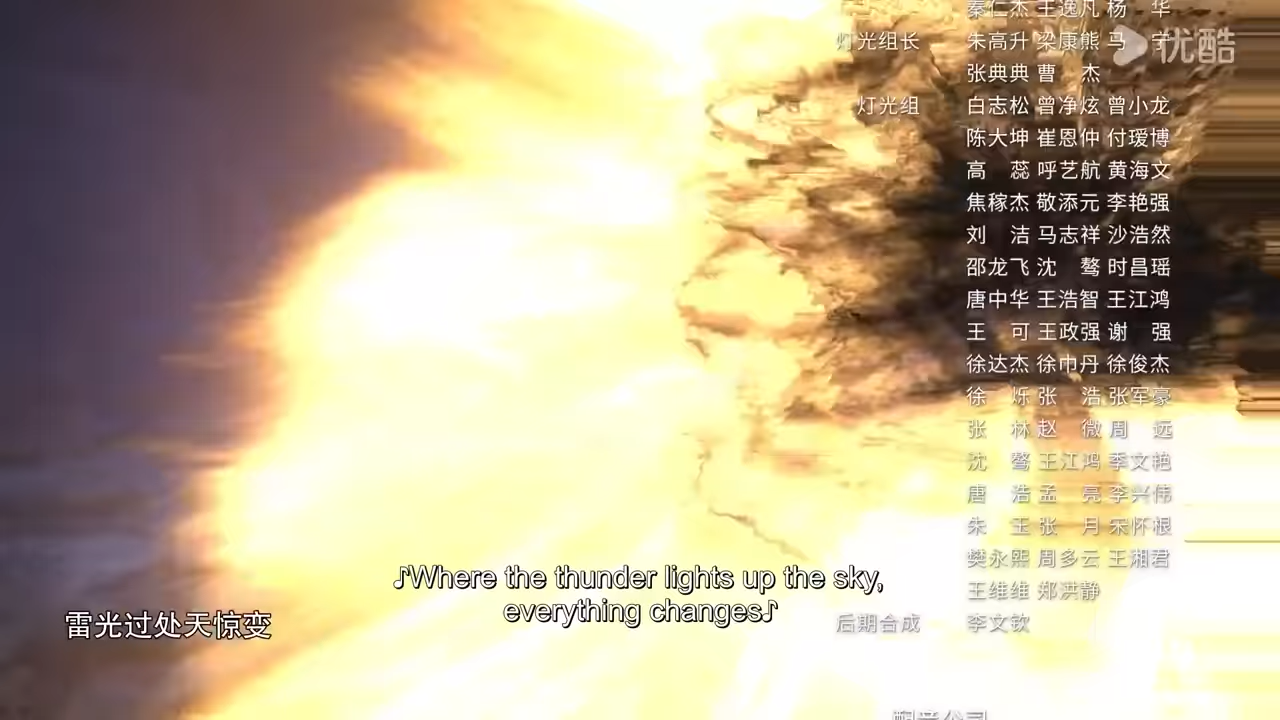 秦仁杰 王逸凡 杨 华
灯光组长 朱高升 梁康熊 马 宁
优酷
张典典 曹 杰
灯光组 白志松 曾净炫 曾小龙
陈大坤 崔恩仲 付瑷博
高 蕊 呼艺航 黄海文
焦稼杰 敬添元 李艳强
刘 洁 马志祥 沙浩然
邵龙飞 沈 骜 时昌瑶
唐中华 王浩智 王江鸿
王 可 王政强 谢 强
徐达杰 徐巾丹 徐俊杰
徐 烁 张 浩 张军豪
张 林 赵 微 周 远
沈 骜 王江鸿 季文艳
唐 浩 孟 亮 李兴伟
朱 玉 张 月 宋怀根
樊永熙 周多云 王湘君
王维维 郑洪静
♪Where the thunder lights up the sky,
everything changes♪
雷光过处天惊变
后期合成 李文钦
配音公司